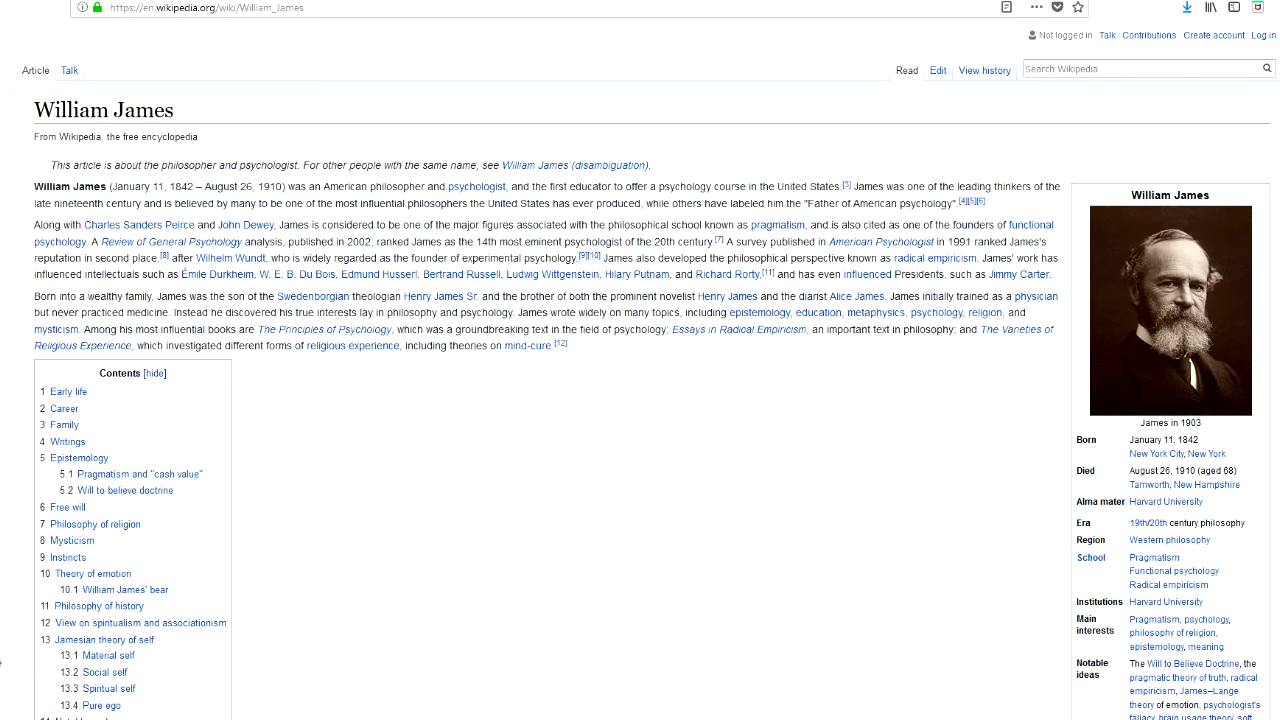 https://en.wikipedia.org/wiki/William_James
Not logged in Talk Contributions Create account Log in
Article Talk Read Edit View history Search Wikipedia
William James
From Wikipedia, the free encyclopedia
This article is about the philosopher and psychologist. For other people with the same name, see William James (disambiguation).
William James (January 11, 1842 – August 26, 1910) was an American philosopher and psychologist, and the first educator to offer a psychology course in the United States.[3] James was one of the leading thinkers of the
late nineteenth century and is believed by many to be one of the most influential philosophers the United States has ever produced, while others have labeled him the "Father of American psychology".[4][5][6]
Along with Charles Sanders Peirce and John Dewey, James is considered to be one of the major figures associated with the philosophical school known as pragmatism, and is also cited as one of the founders of functional
psychology. A Review of General Psychology analysis, published in 2002, ranked James as the 14th most eminent psychologist of the 20th century.[7] A survey published in American Psychologist in 1991 ranked James's
reputation in second place,[8] after Wilhelm Wundt, who is widely regarded as the founder of experimental psychology.[9][10] James also developed the philosophical perspective known as radical empiricism. James' work has
influenced intellectuals such as Émile Durkheim, W. E. B. Du Bois, Edmund Husserl, Bertrand Russell, Ludwig Wittgenstein, Hilary Putnam, and Richard Rorty,[11] and has even influenced Presidents, such as Jimmy Carter.
Born into a wealthy family, James was the son of the Swedenborgian theologian Henry James Sr. and the brother of both the prominent novelist Henry James and the diarist Alice James. James initially trained as a physician
but never practiced medicine. Instead he discovered his true interests lay in philosophy and psychology. James wrote widely on many topics, including epistemology, education, metaphysics, psychology, religion, and
mysticism. Among his most influential books are The Principles of Psychology, which was a groundbreaking text in the field of psychology; Essays in Radical Empiricism, an important text in philosophy; and The Varieties of
Religious Experience, which investigated different forms of religious experience, including theories on mind-cure.[12]
Contents [hide]
1 Early life
2 Career
3 Family
4 Writings
5 Epistemology
5.1 Pragmatism and "cash value"
5.2 Will to believe doctrine
6 Free will
7 Philosophy of religion
8 Mysticism
9 Instincts
10 Theory of emotion
10.1 William James' bear
11 Philosophy of history
12 View on spiritualism and associationism
13 Jamesian theory of self
13.1 Material self
13.2 Social self
13.3 Spiritual self
13.4 Pure ego
William James
James in 1903
Born January 11, 1842
New York City, New York
Died August 26, 1910 (aged 68)
Tamworth, New Hampshire
Alma mater Harvard University
Era 19th/20th century philosophy
Region Western philosophy
School Pragmatism
Functional psychology
Radical empiricism
Institutions Harvard University
Main interests Pragmatism, psychology,
philosophy of religion,
epistemology, meaning
Notable ideas The Will to Believe Doctrine, the
pragmatic theory of truth, radical
empiricism, James–Lange
theory of emotion, psychologist's
fallacy, brain usage theory, soft